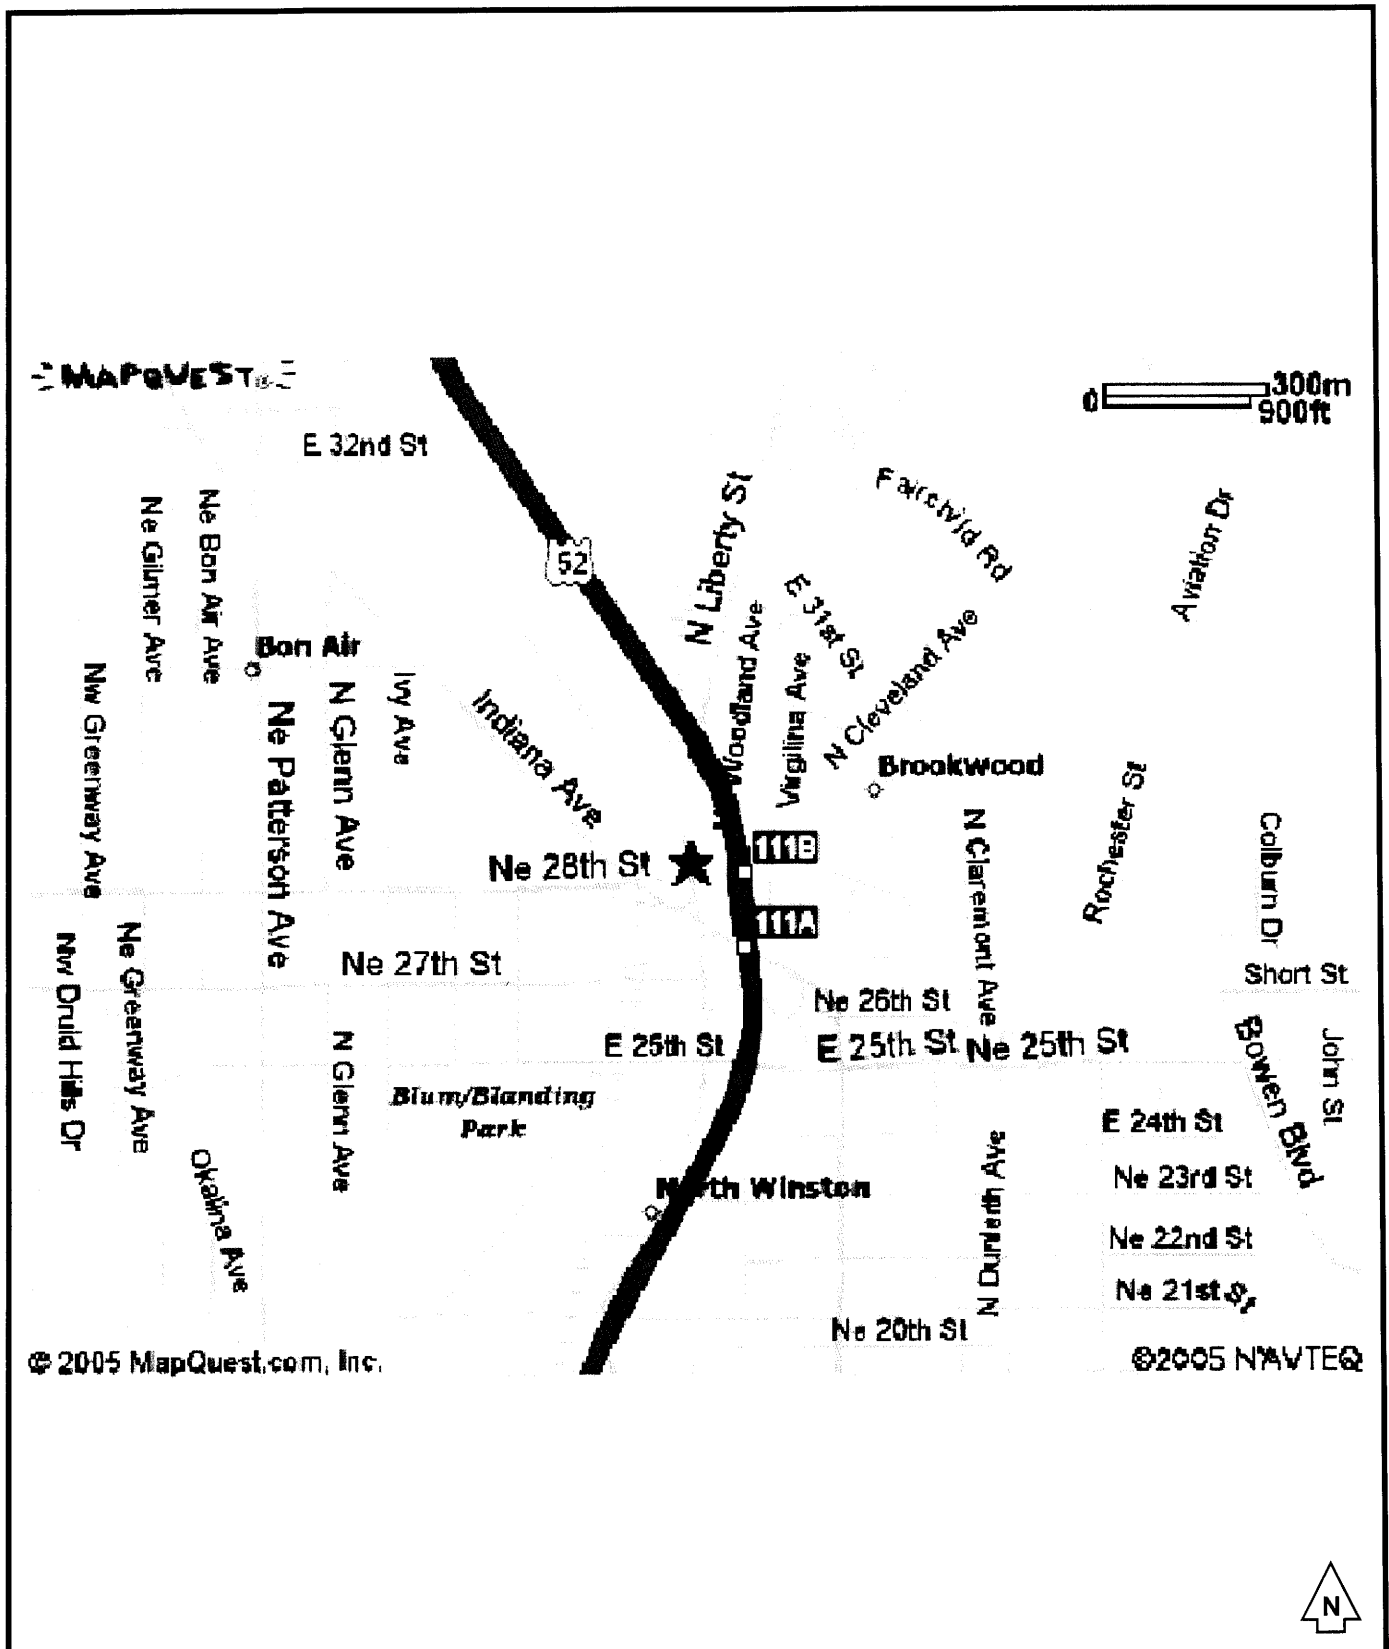 MAPQUEST®
300m
0
900ft
E 32nd St
52
N Liberty St
Fairchild Rd
Aviation Dr
Ne Gilmer Ave
Ne Bon Air Ave
Bon Air
Woodland Ave
E 31st St
Virgilina Ave
N Cleveland Ave
Nw Greenway Ave
Ne Patterson Ave
N Glenn Ave
Ivy Ave
Indiana Ave
Brookwood
Rochester St
Colburn Dr
N Claremont Ave
Ne 28th St
111B
111A
Nw Druid Hills Dr
Ne Greenway Ave
Ne 27th St
Short St
Ne 26th St
E 25th St
E 25th St
Ne 25th St
N Glenn Ave
Blum/Blanding
Park
Bowen Blvd
John St
E 24th St
Okalina Ave
North Winston
N Dunleith Ave
Ne 23rd St
Ne 22nd St
Ne 21st St
Ne 20th St
© 2005 MapQuest.com, Inc.
©2005 NAVTEQ
N